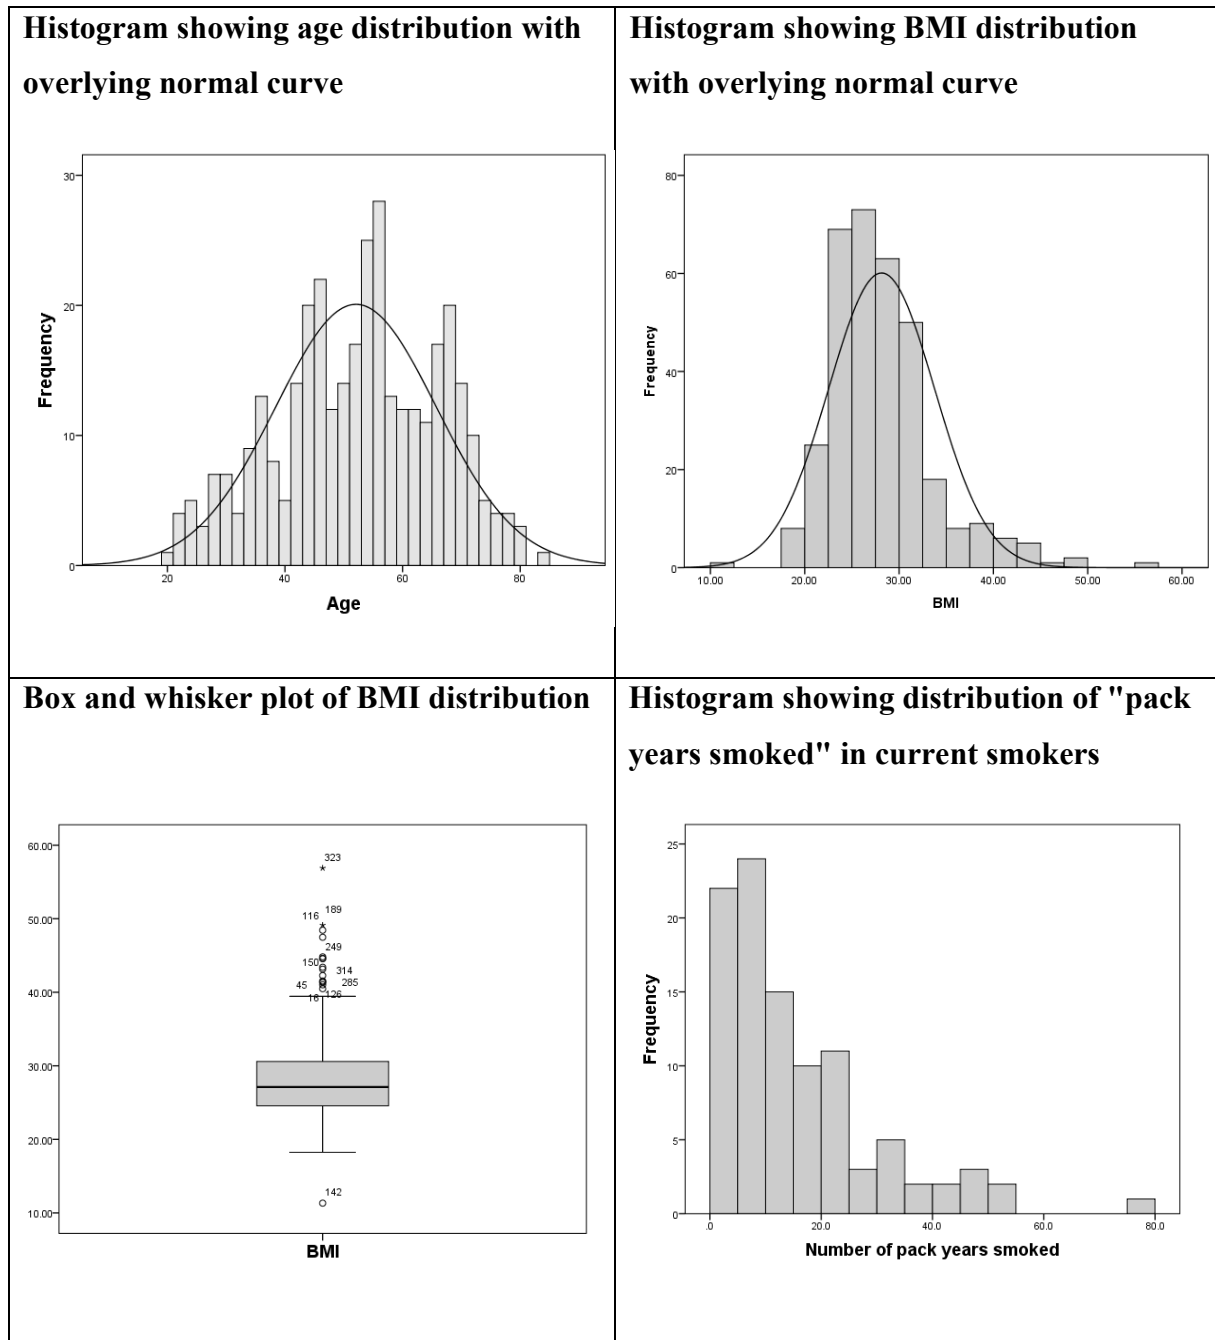 Histogram showing age distribution with
overlying normal curve
30
20
10
0
Frequency
20 40 60 80
Age
Histogram showing BMI distribution
with overlying normal curve
80
60
40
20
0
Frequency
10.00 20.00 30.00 40.00 50.00 60.00
BMI
Box and whisker plot of BMI distribution
60.00
50.00
40.00
30.00
20.00
10.00
323
189
116
249
150
314
45
285
16
126
142
BMI
Histogram showing distribution of "pack
years smoked" in current smokers
25
20
15
10
5
0
Frequency
.0 20.0 40.0 60.0 80.0
Number of pack years smoked